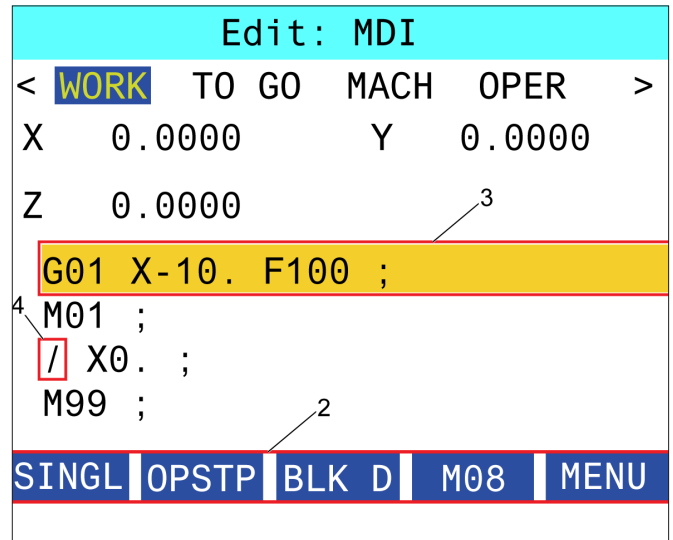 Edit: MDI
< WORK TO GO MACH OPER >
X 0.0000 Y 0.0000
Z 0.0000
3
G01 X-10. F100 ;
4
M01 ;
/ X0. ;
M99 ;
2
SINGL OPSTP BLK D M08 MENU